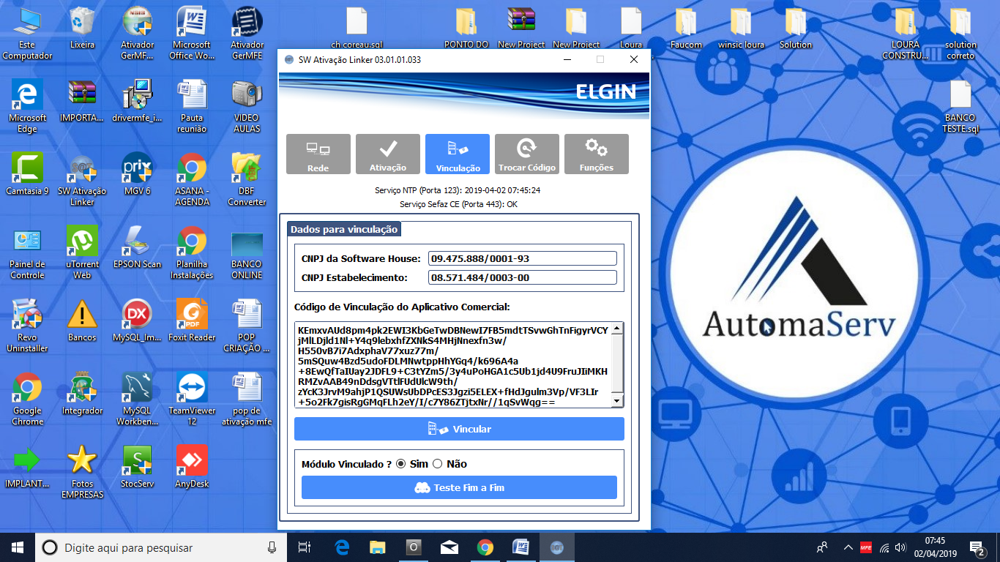 Este Computador
Lixeira
Ativador GerMF...
Microsoft Office Wo...
Ativador GerMFE
ch coreau.sql
PONTO DO
New Project
New Project
Loura
Faucom
winsic loura
Solution
LOURA CONSTRU...
solution correto
Microsoft Edge
IMPORTA...
drivermfe_i...
Pauta reunião
VIDEO AULAS
BANCO TESTE.sql
Camtasia 9
SW Ativação Linker
MGV 6
ASANA - AGENDA
DBF Converter
Painel de Controle
uTorrent Web
EPSON Scan
Planilha Instalações
BANCO ONLINE
Revo Uninstaller
Bancos
MySQL_Im...
Foxit Reader
POP CRIAÇÃO ...
Google Chrome
Integrador
MySQL Workben...
TeamViewer 12
pop de ativação mfe
IMPLANT...
Fotos EMPRESAS
StocServ
AnyDesk
SW Ativação Linker 03.01.01.033
ELGIN
Rede
Ativação
Vinculação
Trocar Código
Funções
Serviço NTP (Porta 123): 2019-04-02 07:45:24
Serviço Sefaz CE (Porta 443): OK
Dados para vinculação
CNPJ da Software House: 09.475.888/0001-93
CNPJ Estabelecimento: 08.571.484/0003-00
Código de Vinculação do Aplicativo Comercial:
KEmxvAUd8pm4pk2EWI3KbGeTwDBNewI7FB5mdtTSvwGhTnFigyrVCY
jMlLDjld1Nl+Y4q9lebxhfZXNkS4MHjNnexfn3w/
H550vB7i7AdxphaV77xuz77m/
5mSQuw4Bzd5udoFDLMNwtppHhYGq4/k696A4a
+8EwQfTaIUay2JDFL9+C3tYZm5/3y4uPoHGA1c5Ub1jd4U9FruJIiMKH
RMZvAAB49nDdsgVTtlFUdUlcW9th/
zYcK3JrvM9ahjP1QSUWsUbDPcES3Jgzi5ELEX+fHdJgulm3Vp/VF3LIr
+5o2Fk7gisRgGMqFLh2eY/I/c7Y86ZTjtxNr//1qSvWqg==
Vincular
Módulo Vinculado ? Sim Não
Teste Fim a Fim
AutomaServ
Digite aqui para pesquisar
MFE
07:45
02/04/2019
2